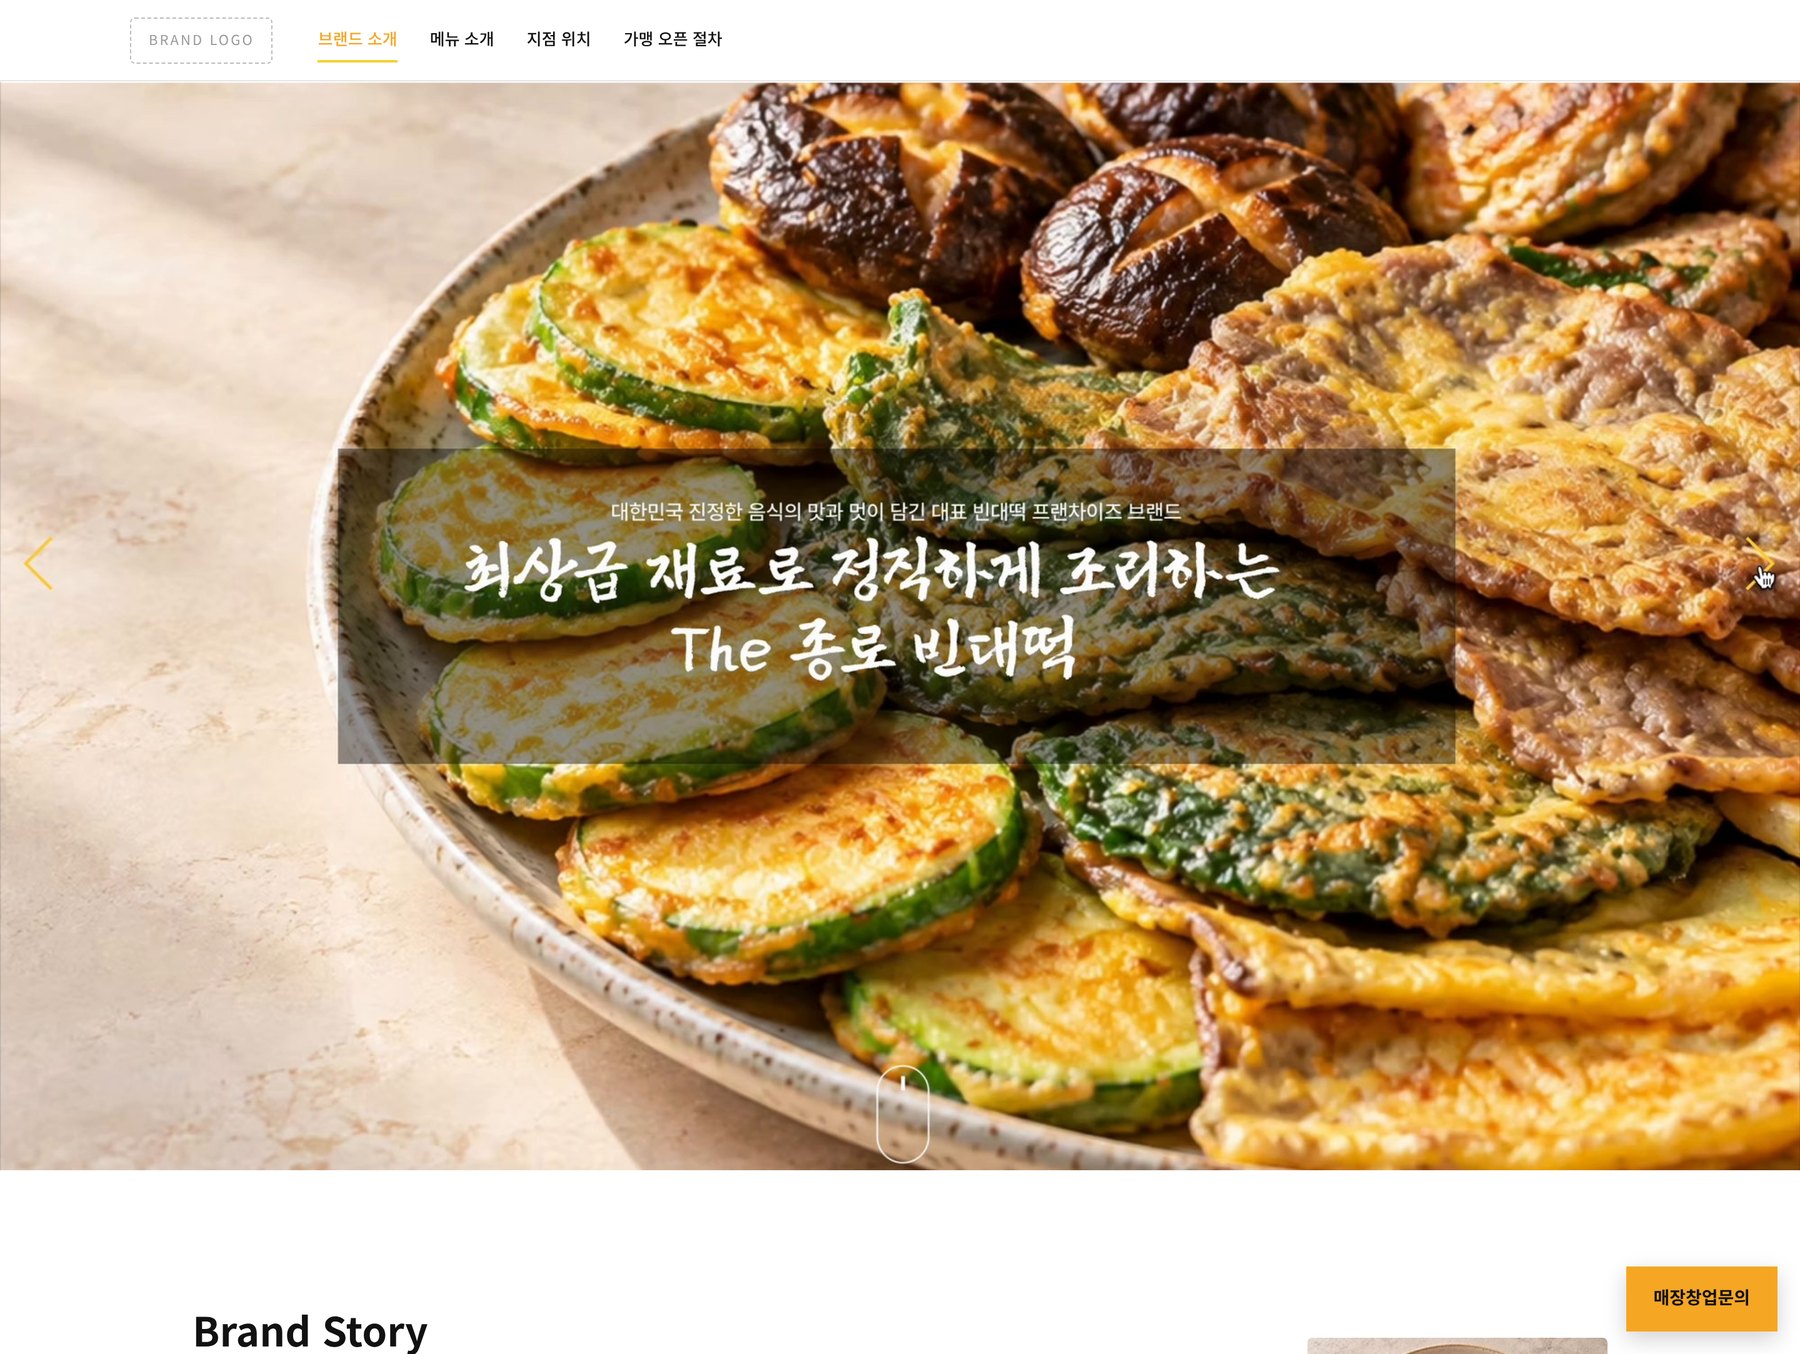 BRAND LOGO
브랜드 소개
메뉴 소개
지점 위치
가맹 오픈 절차
대한민국 진정한 음식의 맛과 멋이 담긴 대표 빈대떡 프랜차이즈 브랜드
최상급 재료로 정직하게 조리하는
The 종로 빈대떡
매장창업문의
Brand Story